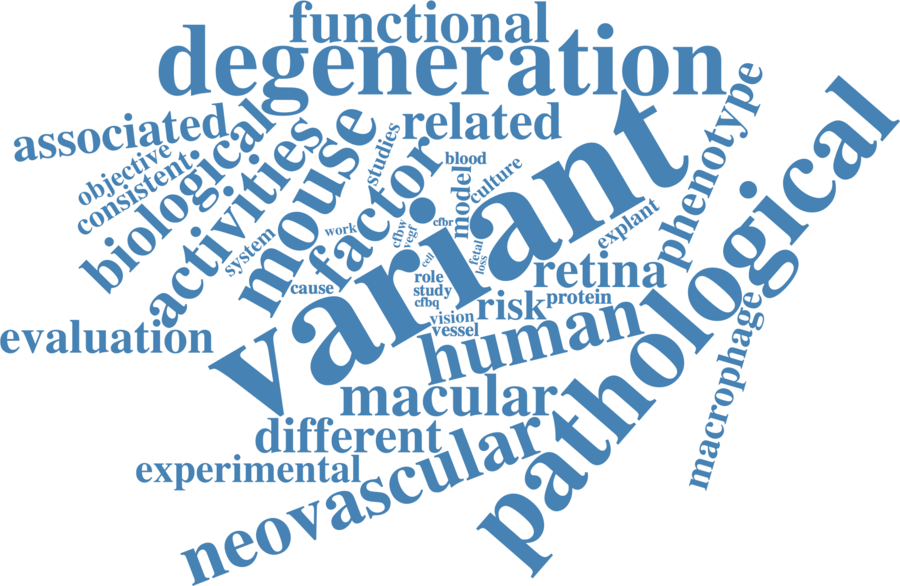 functional
degeneration
associated
related
objective
consistent
biological
activities
mouse
studies
factor
blood
model
culture
variant
phenotype
pathological
system
work
cfbw
vegf
cfbr
cell
fetal
loss
explant
cause
role
study
cfbq
retina
protein
risk
vision
vessel
evaluation
human
macrophage
macular
different
experimental
neovascular